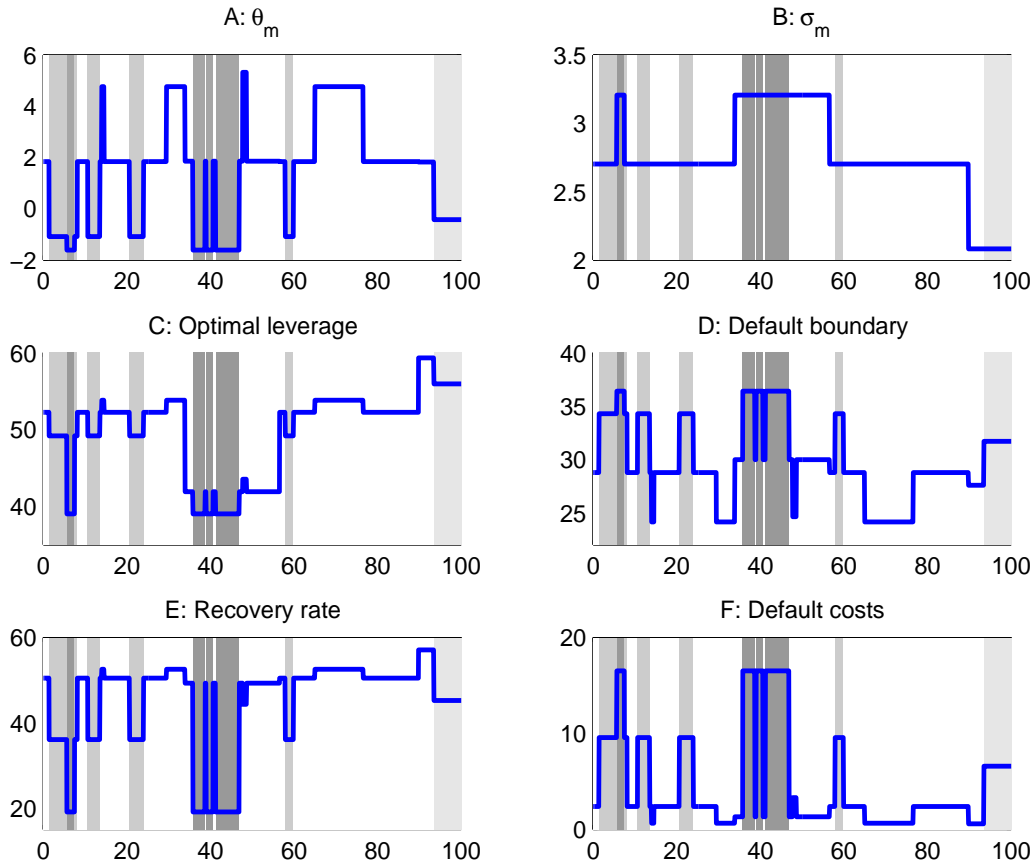 A: θm
B: σm
6
4
2
0
−2
0 20 40 60 80 100
3.5
3
2.5
2
0 20 40 60 80 100
C: Optimal leverage
D: Default boundary
60
50
40
0 20 40 60 80 100
40
35
30
25
0 20 40 60 80 100
E: Recovery rate
F: Default costs
60
40
20
0 20 40 60 80 100
20
10
0
0 20 40 60 80 100